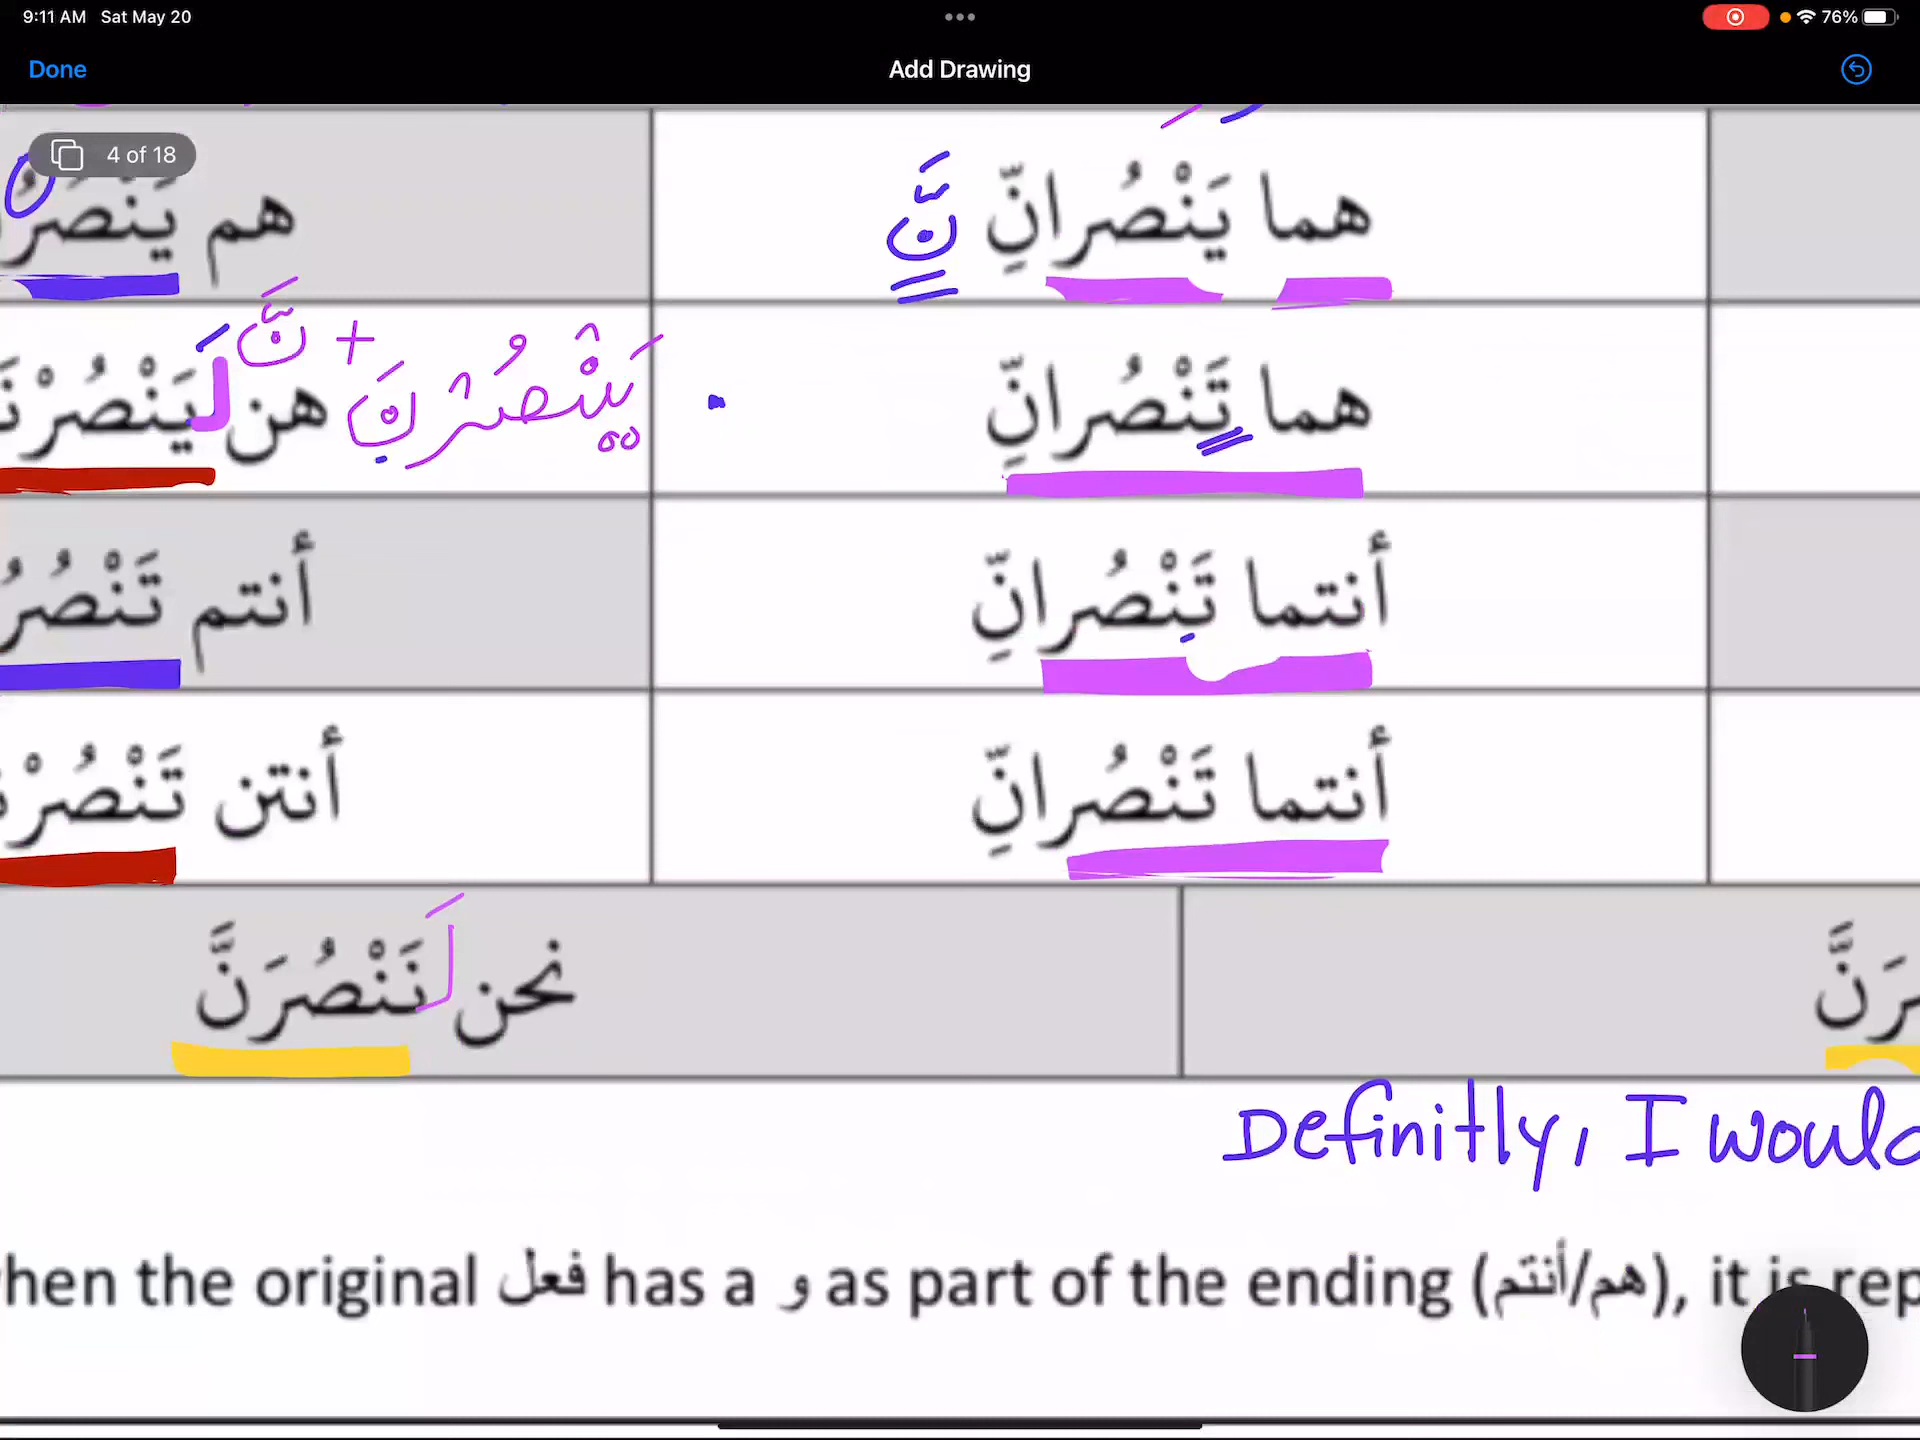 9:11 AM Sat May 20
76%
Done
Add Drawing
4 of 18
هما يَنْصُرانِّ نَّ
هم يَنْصُرُ
هما تَنْصُرانِّ
هن لَيَنْصُرْنَ
يَنْصُرْنَ + نَّ
أنتما تَنْصُرانِّ
أنتم تَنْصُرُ
أنتما تَنْصُرانِّ
أنتن تَنْصُرْنَ
رَنَّ
نحن لَنَنْصُرَنَّ
Definitly, I would
hen the original فعل has a و as part of the ending (هم/أنتم), it is rep